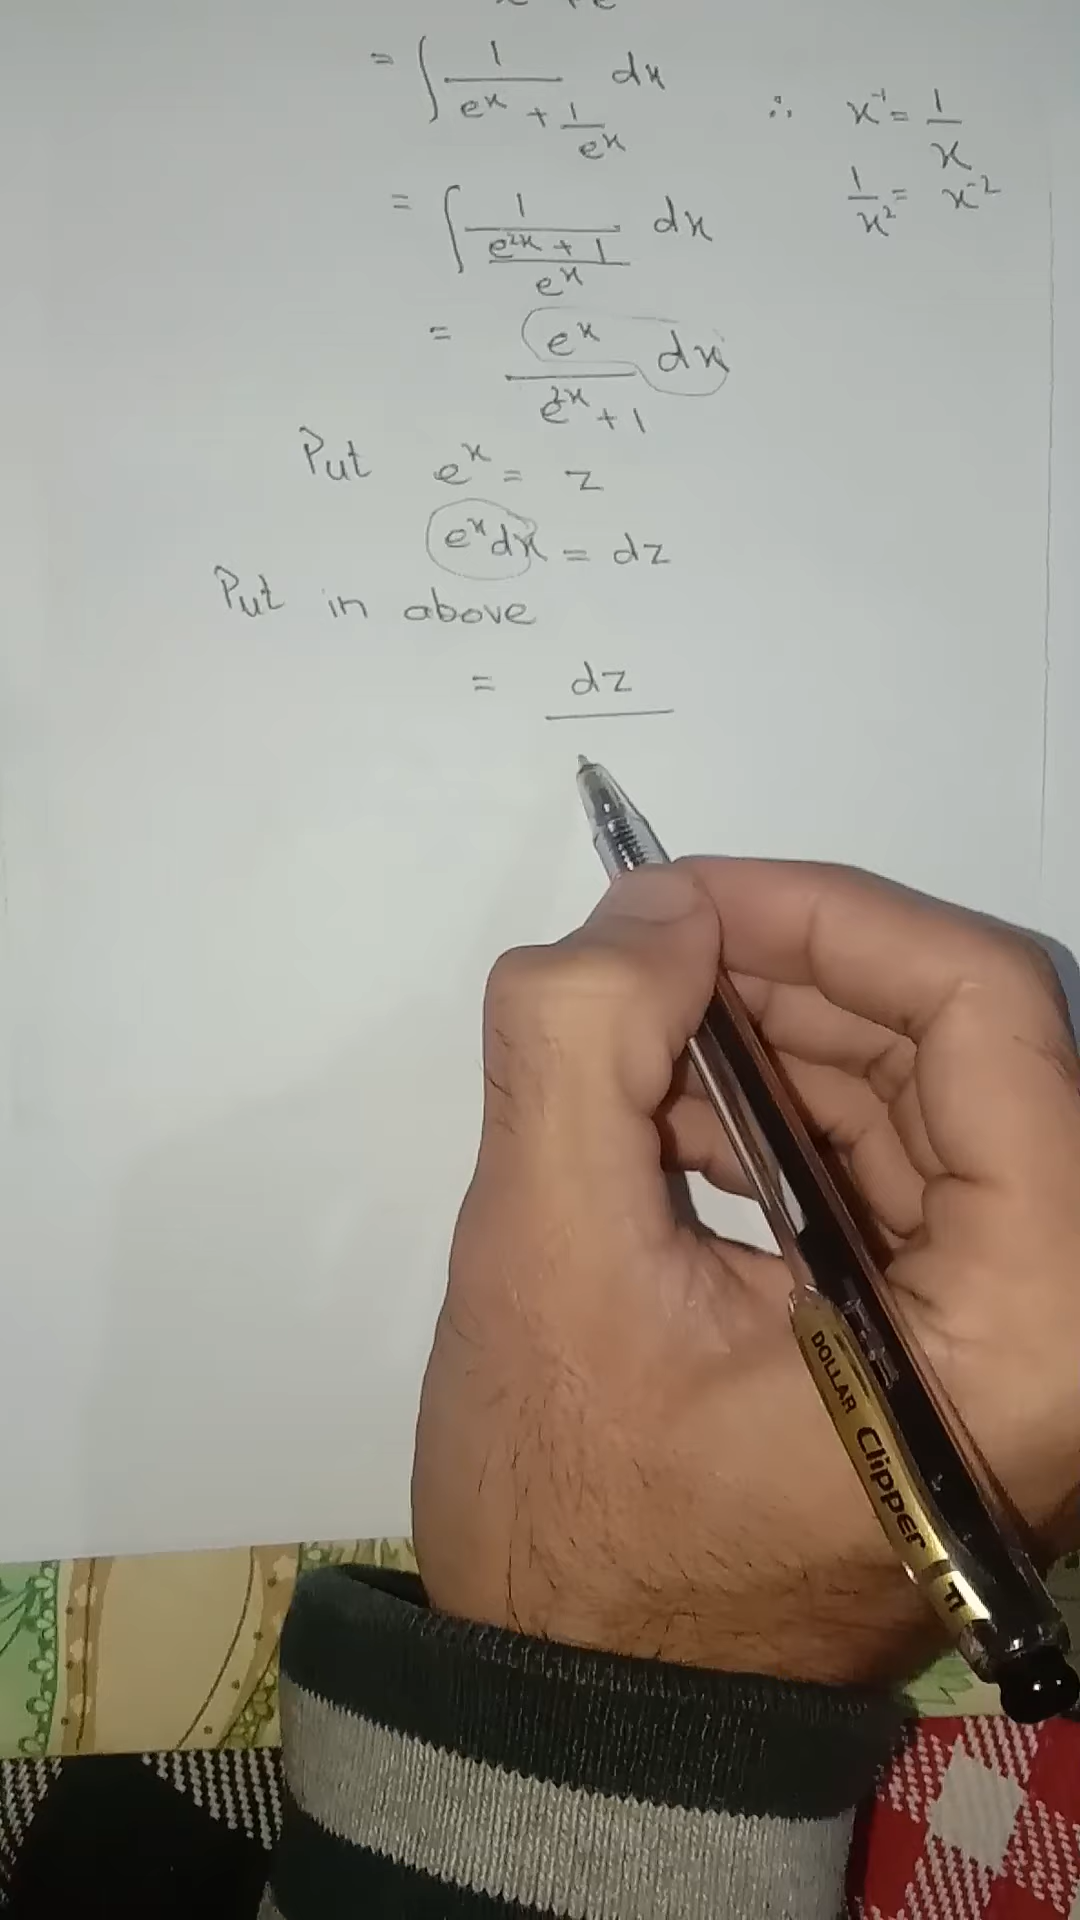 = ∫ 1/(eˣ + 1/eˣ) dx ∴ x⁻¹ = 1/x
= ∫ 1/((e²ˣ + 1)/eˣ) dx 1/x² = x⁻²
= eˣ/(e²ˣ + 1) dx
Put eˣ = z
eˣdx = dz
Put in above
= dz
DOLLAR Clipper